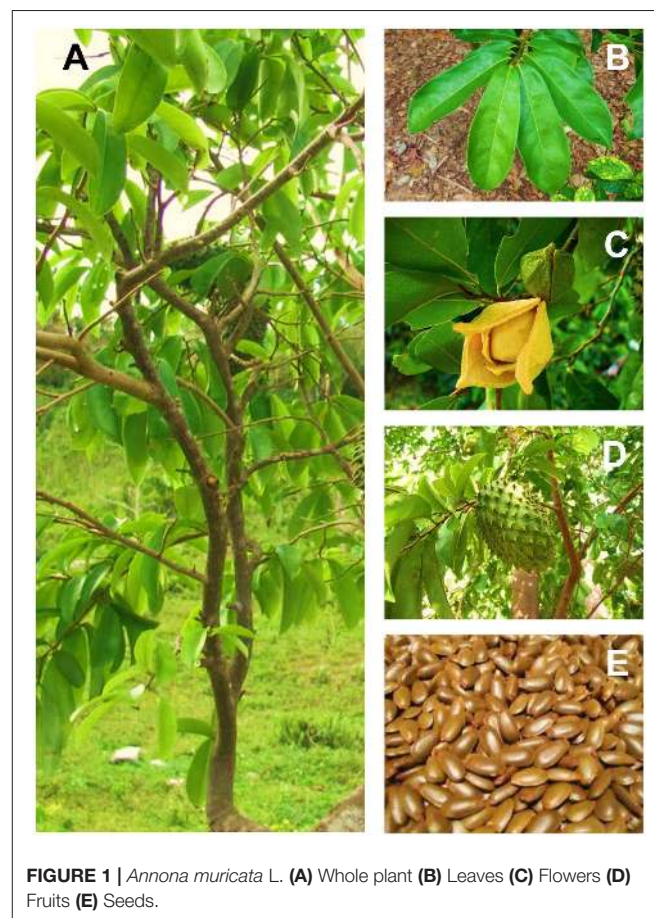 A
B
C
D
E
FIGURE 1 | Annona muricata L. (A) Whole plant (B) Leaves (C) Flowers (D)
Fruits (E) Seeds.